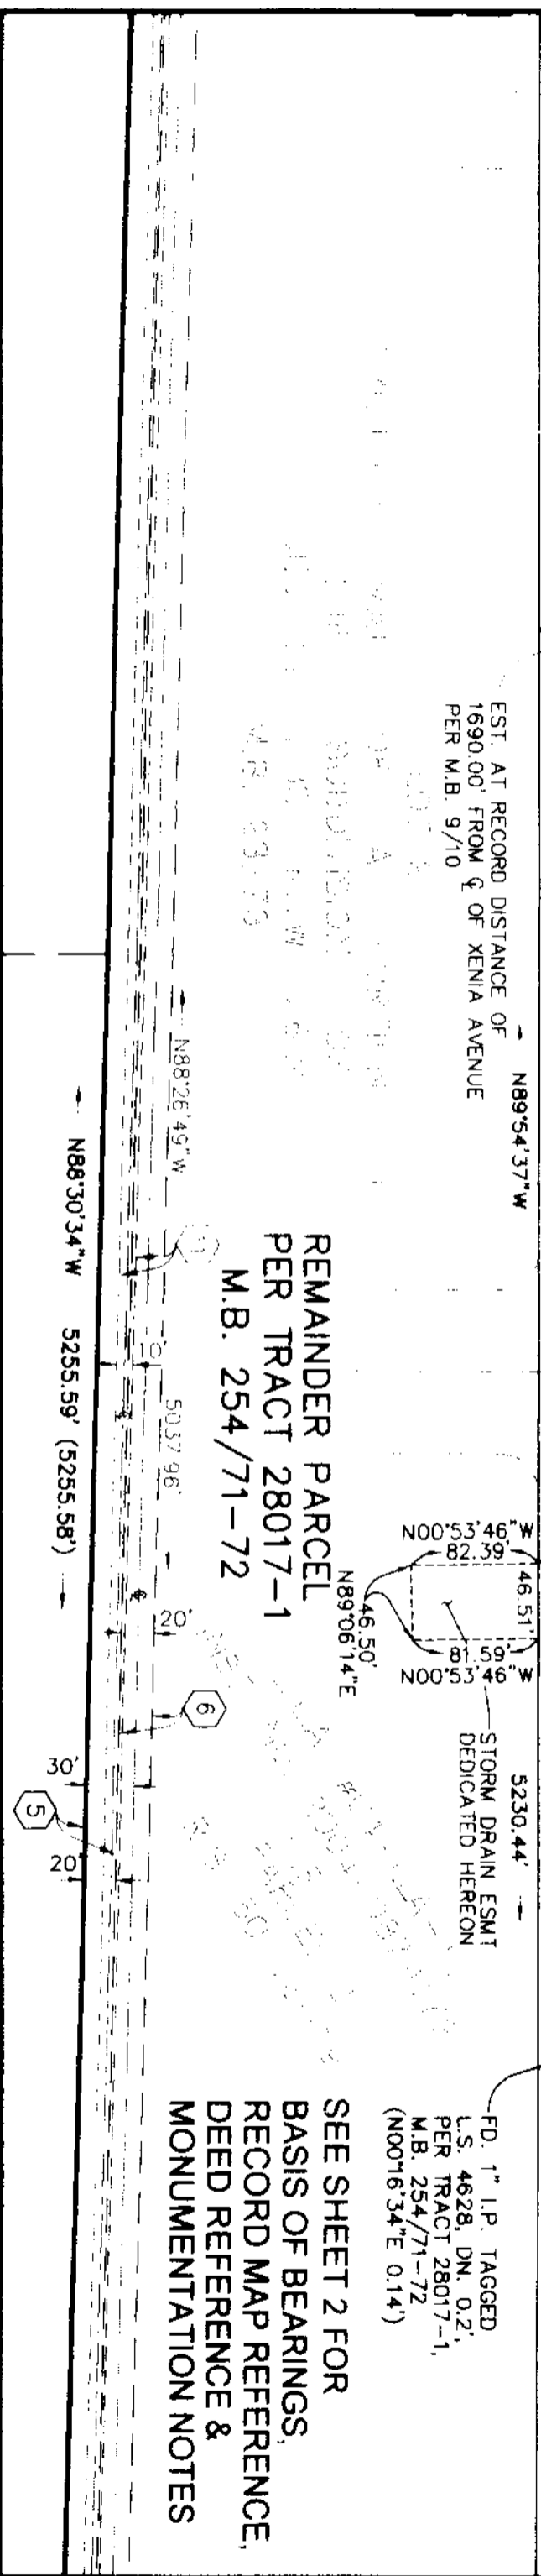 EST. AT RECORD DISTANCE OF
1690.00' FROM ℄ OF XENIA AVENUE
PER M.B. 9/10
N89°54'37"W
5230.44'
N00°53'46"W
82.39'
46.51'
81.59'
N00°53'46"W
46.50'
N89°06'14"E
STORM DRAIN ESMT
DEDICATED HEREON
FD. 1" I.P. TAGGED
L.S. 4628, DN. 0.2',
PER TRACT 28017-1,
M.B. 254/71-72
(N00°16'34"E 0.14')
REMAINDER PARCEL
PER TRACT 28017-1
M.B. 254/71-72
SEE SHEET 2 FOR
BASIS OF BEARINGS,
RECORD MAP REFERENCE,
DEED REFERENCE &
MONUMENTATION NOTES
N88°26'49"W
5037.96'
10'
20'
6
30'
5
20'
N88°30'34"W 5255.59' (5255.58')